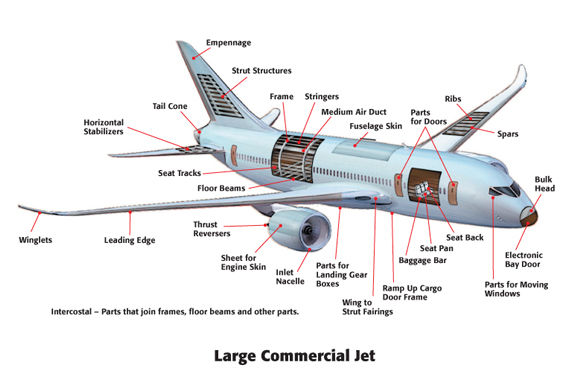 Empennage
Strut Structures
Frame
Stringers
Medium Air Duct
Fuselage Skin
Parts
for Doors
Ribs
Spars
Tail Cone
Horizontal
Stabilizers
Seat Tracks
Floor Beams
Winglets
Leading Edge
Thrust
Reversers
Sheet for
Engine Skin
Inlet
Nacelle
Parts for
Landing Gear
Boxes
Wing to
Strut Fairings
Ramp Up Cargo
Door Frame
Baggage Bar
Seat Pan
Seat Back
Bulk
Head
Electronic
Bay Door
Parts for Moving
Windows
Intercostal – Parts that join frames, floor beams and other parts.
Large Commercial Jet